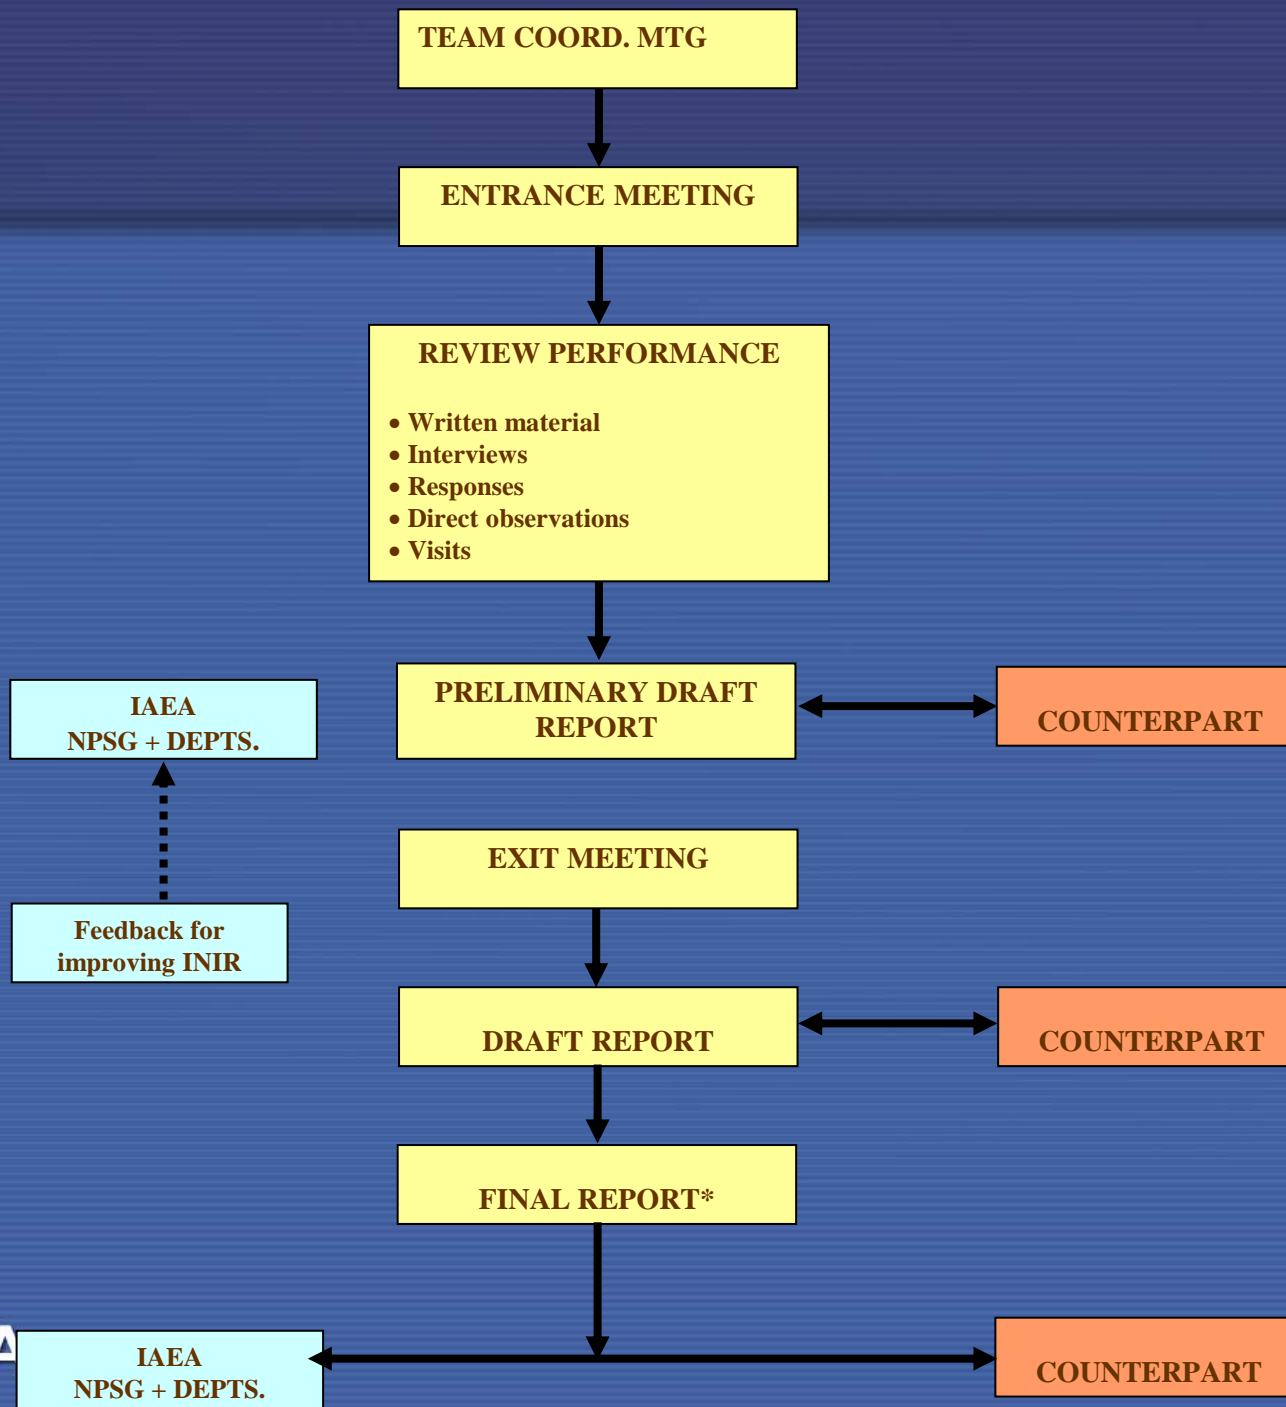 TEAM COORD. MTG
ENTRANCE MEETING
REVIEW PERFORMANCE
• Written material
• Interviews
• Responses
• Direct observations
• Visits
PRELIMINARY DRAFT
REPORT
COUNTERPART
IAEA
NPSG + DEPTS.
EXIT MEETING
Feedback for
improving INIR
DRAFT REPORT
COUNTERPART
FINAL REPORT*
IAEA
NPSG + DEPTS.
COUNTERPART